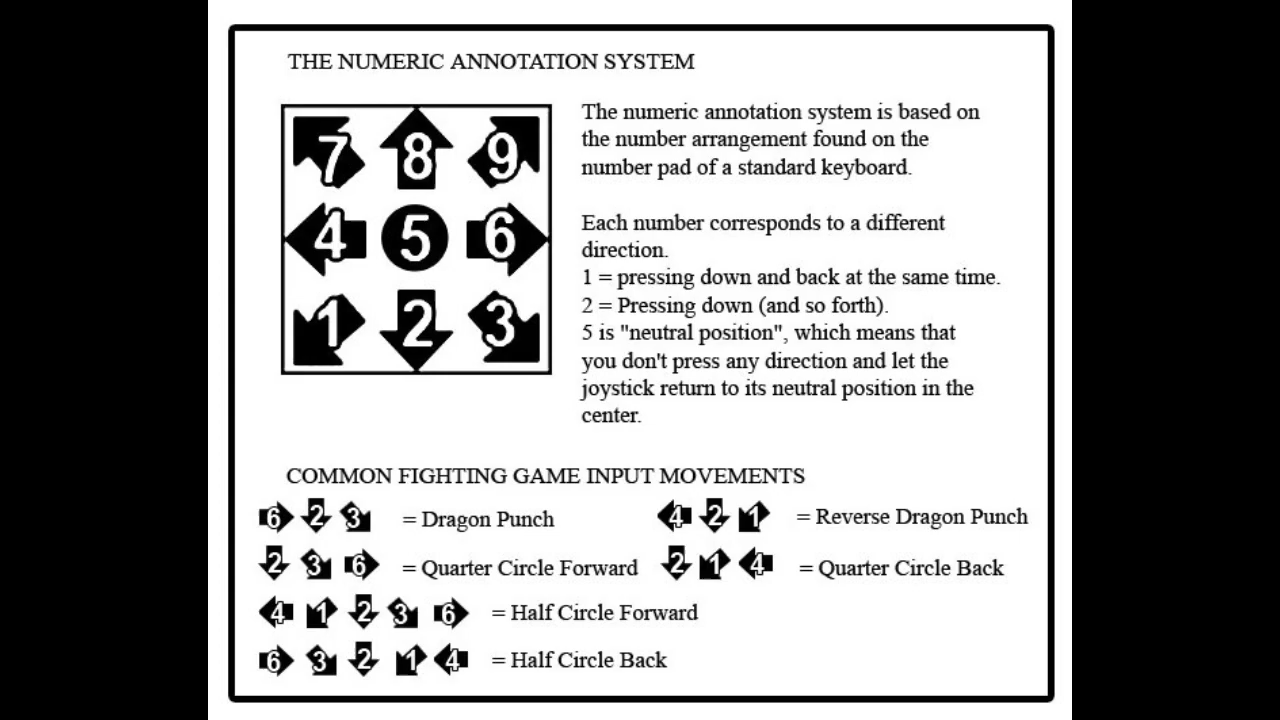 THE NUMERIC ANNOTATION SYSTEM
7 8 9
4 5 6
1 2 3
The numeric annotation system is based on
the number arrangement found on the
number pad of a standard keyboard.
Each number corresponds to a different
direction.
1 = pressing down and back at the same time.
2 = Pressing down (and so forth).
5 is "neutral position", which means that
you don't press any direction and let the
joystick return to its neutral position in the
center.
COMMON FIGHTING GAME INPUT MOVEMENTS
6 2 3 = Dragon Punch
4 2 1 = Reverse Dragon Punch
2 3 6 = Quarter Circle Forward
2 1 4 = Quarter Circle Back
4 1 2 3 6 = Half Circle Forward
6 3 2 1 4 = Half Circle Back